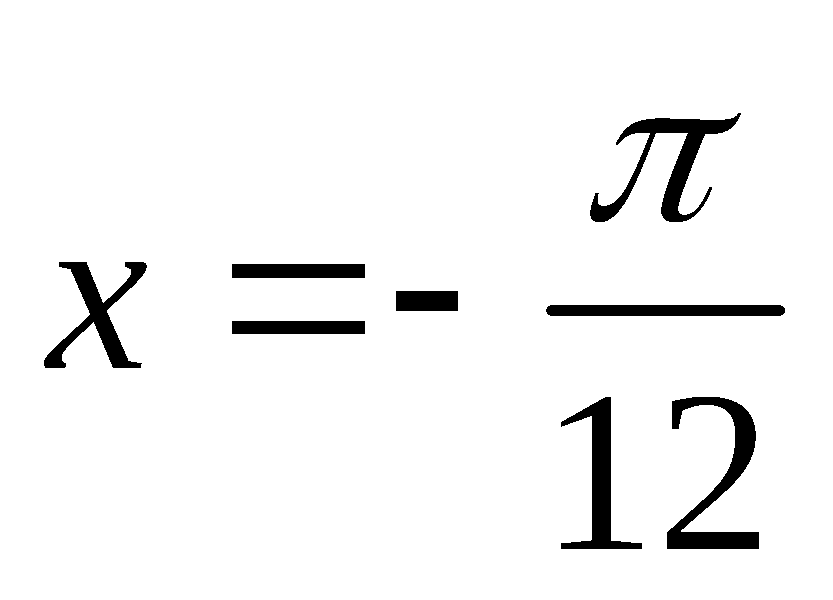 x = - π/12